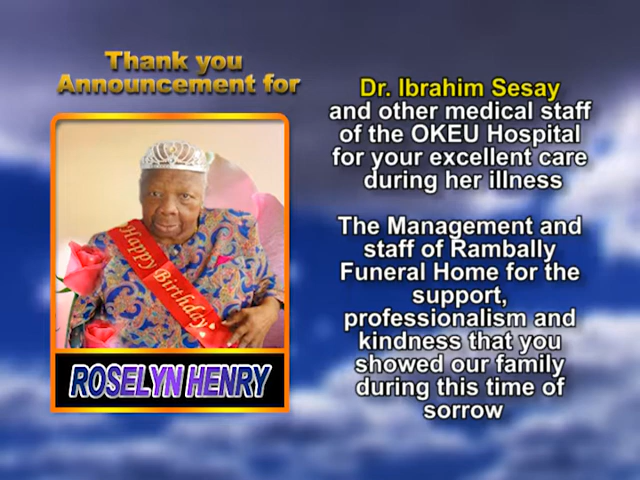 Thank you
Announcement for
Happy Birthday
ROSELYN HENRY
Dr. Ibrahim Sesay
and other medical staff
of the OKEU Hospital
for your excellent care
during her illness
The Management and
staff of Rambally
Funeral Home for the
support,
professionalism and
kindness that you
showed our family
during this time of
sorrow